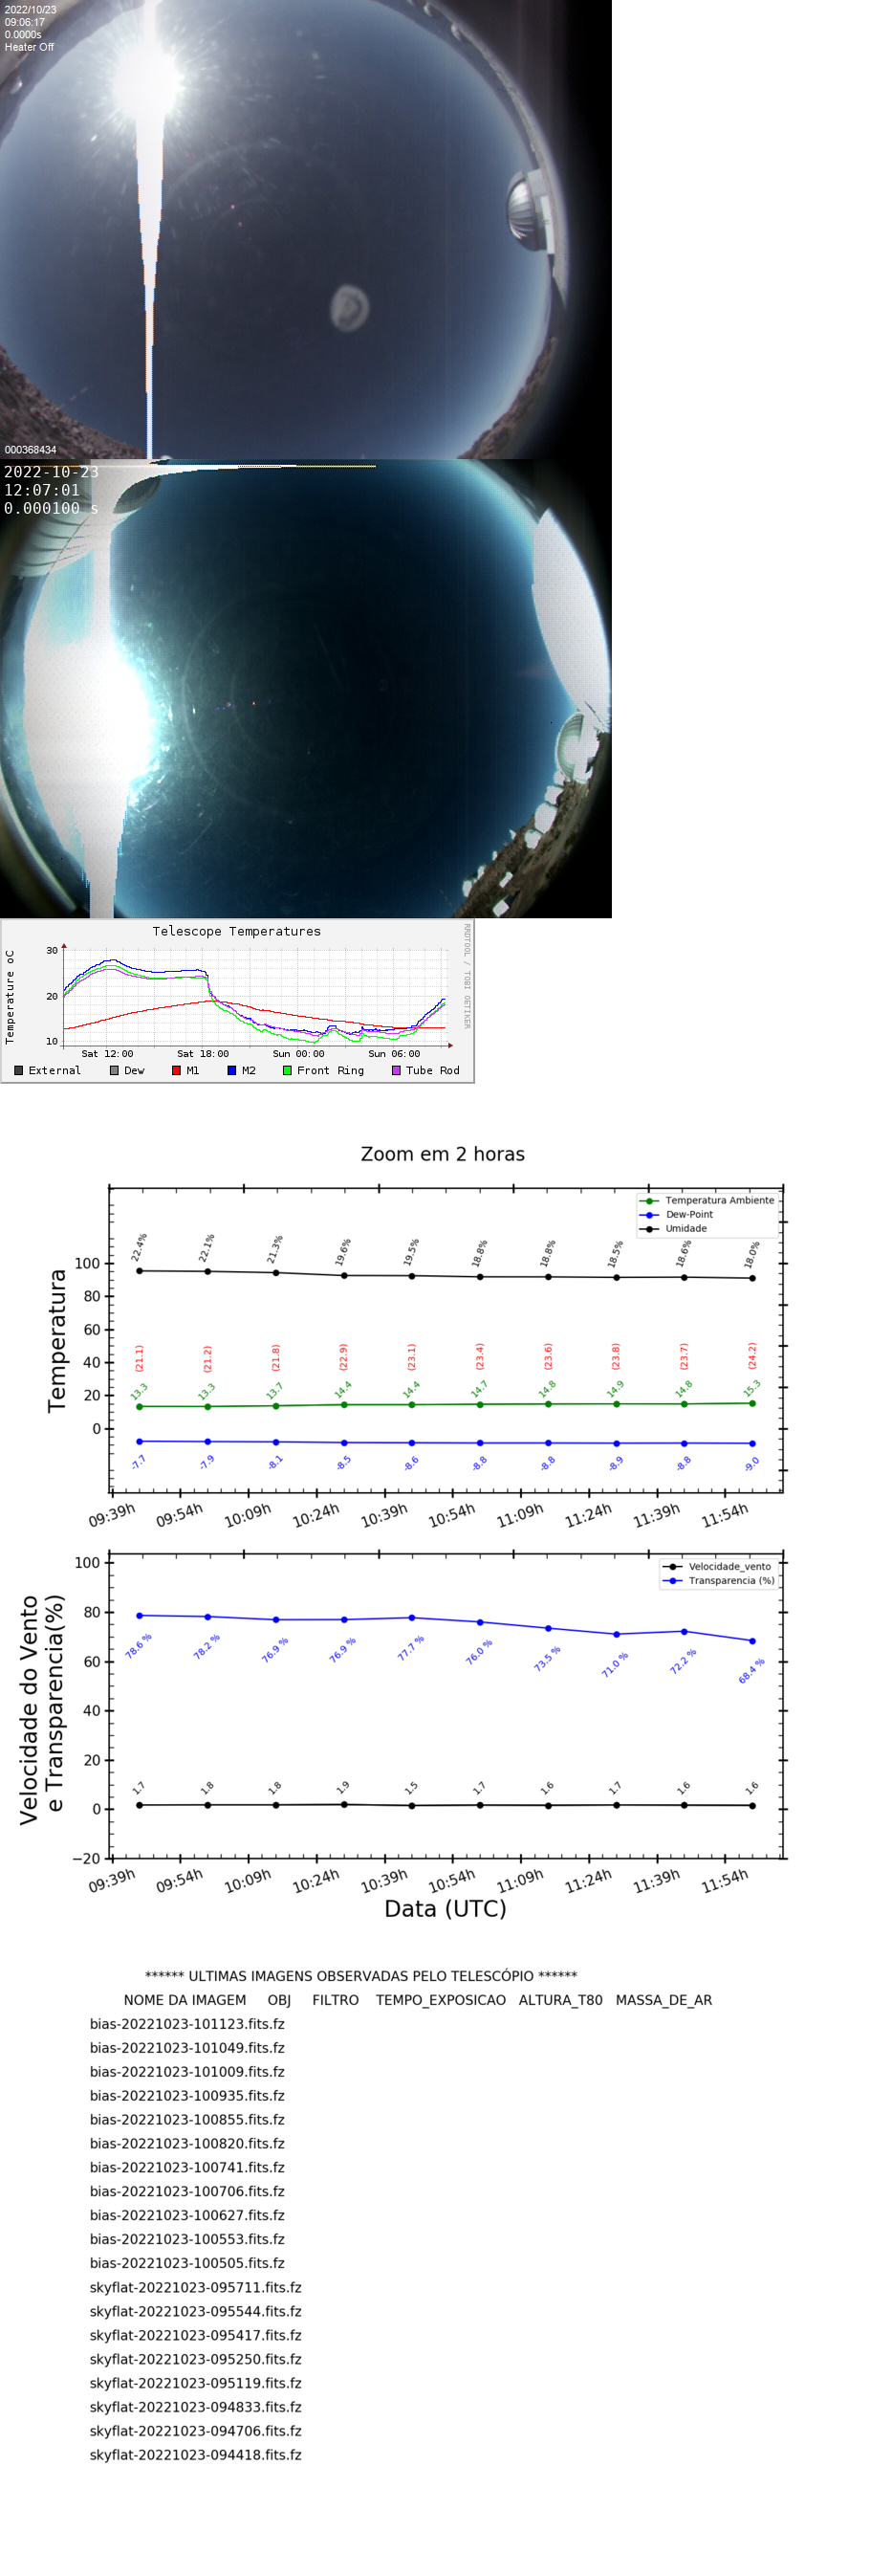 2022/10/23
09:06:17
0.0000s
Heater Off
000368434
2022-10-23
12:07:01
0.000100 s
Telescope Temperatures
RRDTOOL / TOBI OETIKER
Temperature oC
30
20
10
Sat 12:00 Sat 18:00 Sun 00:00 Sun 06:00
External Dew M1 M2 Front Ring Tube Rod
Zoom em 2 horas
Temperatura Ambiente
Dew-Point
Umidade
Temperatura
100
80
60
40
20
0
22.4% 22.1% 21.3% 19.6% 19.5% 18.8% 18.8% 18.5% 18.6% 18.0%
(21.1) (21.2) (21.8) (22.9) (23.1) (23.4) (23.6) (23.8) (23.7) (24.2)
13.3 13.3 13.7 14.4 14.4 14.7 14.8 14.9 14.8 15.3
-7.7 -7.9 -8.1 -8.5 -8.6 -8.8 -8.8 -8.9 -8.8 -9.0
09:39h 09:54h 10:09h 10:24h 10:39h 10:54h 11:09h 11:24h 11:39h 11:54h
Velocidade_vento
Transparencia (%)
Velocidade do Vento
e Transparencia(%)
100
80
60
40
20
0
−20
78.6 % 78.2 % 76.9 % 76.9 % 77.7 % 76.0 % 73.5 % 71.0 % 72.2 % 68.4 %
1.7 1.8 1.8 1.9 1.5 1.7 1.6 1.7 1.6 1.6
09:39h 09:54h 10:09h 10:24h 10:39h 10:54h 11:09h 11:24h 11:39h 11:54h
Data (UTC)
****** ULTIMAS IMAGENS OBSERVADAS PELO TELESCÓPIO ******
NOME DA IMAGEM OBJ FILTRO TEMPO_EXPOSICAO ALTURA_T80 MASSA_DE_AR
bias-20221023-101123.fits.fz
bias-20221023-101049.fits.fz
bias-20221023-101009.fits.fz
bias-20221023-100935.fits.fz
bias-20221023-100855.fits.fz
bias-20221023-100820.fits.fz
bias-20221023-100741.fits.fz
bias-20221023-100706.fits.fz
bias-20221023-100627.fits.fz
bias-20221023-100553.fits.fz
bias-20221023-100505.fits.fz
skyflat-20221023-095711.fits.fz
skyflat-20221023-095544.fits.fz
skyflat-20221023-095417.fits.fz
skyflat-20221023-095250.fits.fz
skyflat-20221023-095119.fits.fz
skyflat-20221023-094833.fits.fz
skyflat-20221023-094706.fits.fz
skyflat-20221023-094418.fits.fz